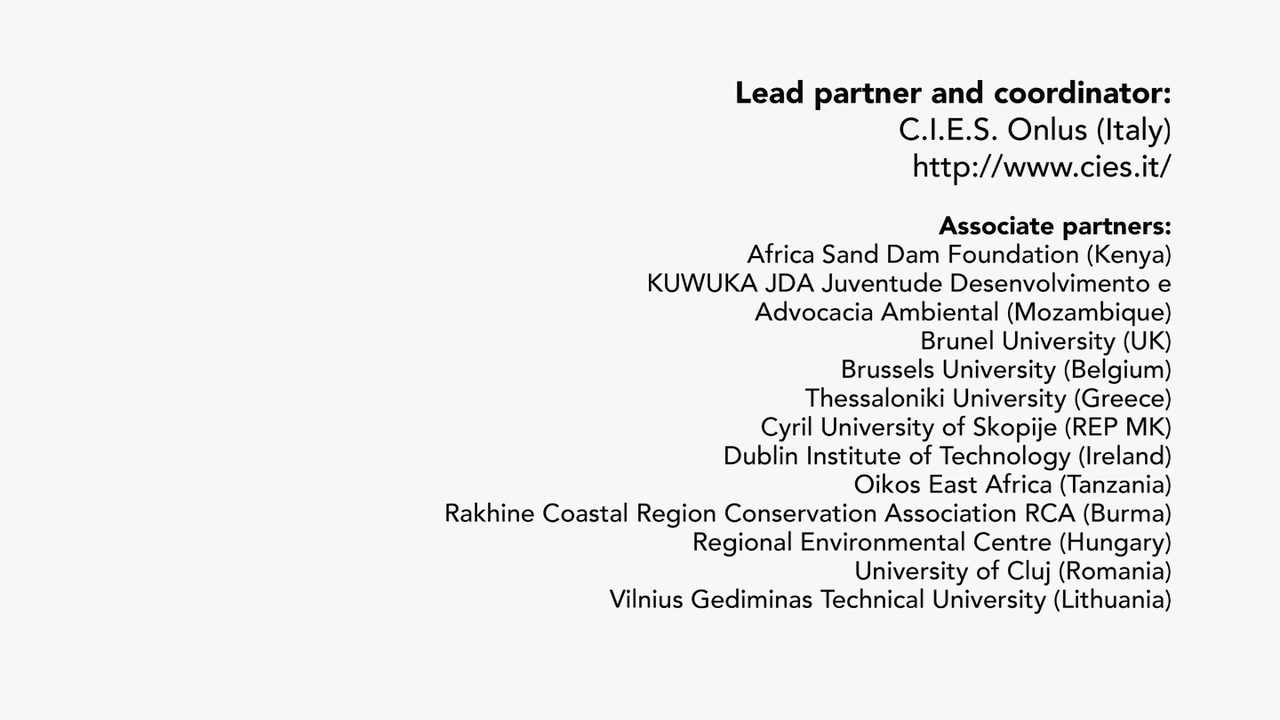 Lead partner and coordinator:
C.I.E.S. Onlus (Italy)
http://www.cies.it/
Associate partners:
Africa Sand Dam Foundation (Kenya)
KUWUKA JDA Juventude Desenvolvimento e
Advocacia Ambiental (Mozambique)
Brunel University (UK)
Brussels University (Belgium)
Thessaloniki University (Greece)
Cyril University of Skopije (REP MK)
Dublin Institute of Technology (Ireland)
Oikos East Africa (Tanzania)
Rakhine Coastal Region Conservation Association RCA (Burma)
Regional Environmental Centre (Hungary)
University of Cluj (Romania)
Vilnius Gediminas Technical University (Lithuania)